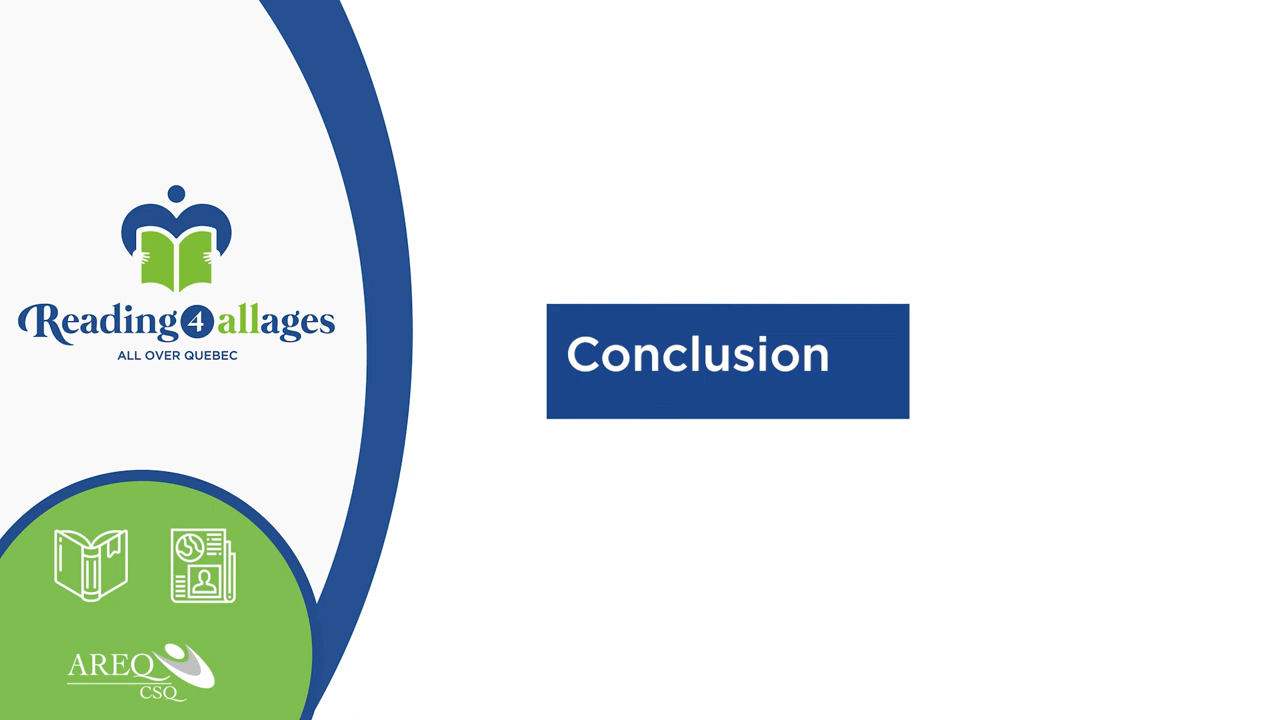 Reading4allages
ALL OVER QUEBEC
Conclusion
AREQ
CSQ